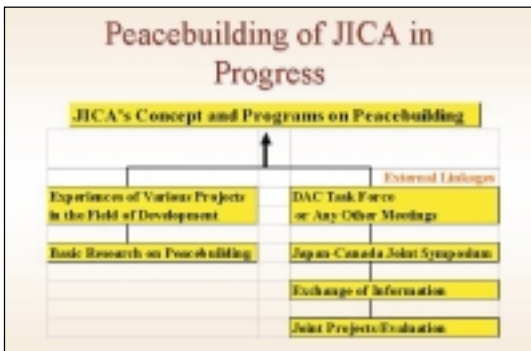 Peacebuilding of JICA in
Progress
JICA's Concept and Programs on Peacebuilding
External Linkages
Experiences of Various Projects
in the Field of Development
Basic Research on Peacebuilding
DAC Task Force
or Any Other Meetings
Japan-Canada Joint Symposium
Exchange of Information
Joint Projects/Evaluation